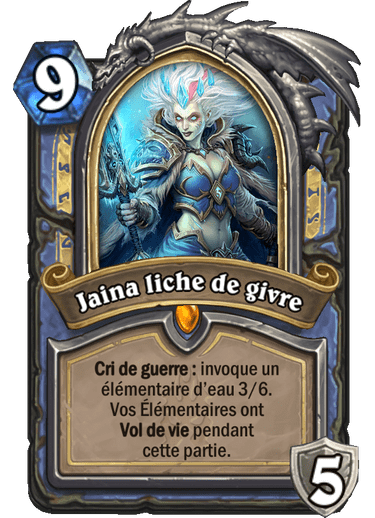 9
Jaina liche de givre
Cri de guerre : invoque un
élémentaire d’eau 3/6.
Vos Élémentaires ont
Vol de vie pendant
cette partie.
5